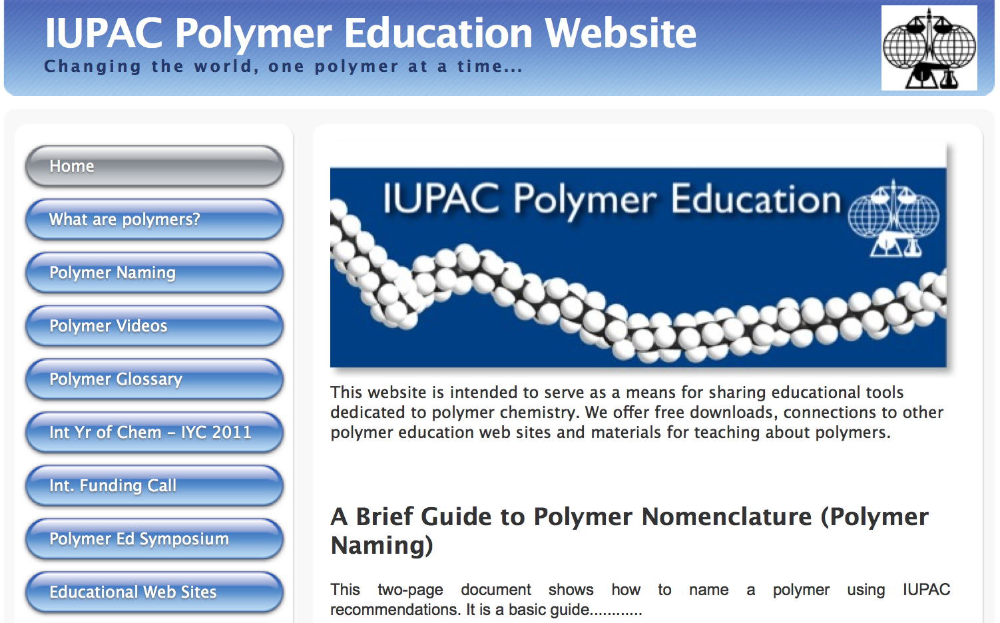 IUPAC Polymer Education Website
Changing the world, one polymer at a time...
Home
What are polymers?
Polymer Naming
Polymer Videos
Polymer Glossary
Int Yr of Chem – IYC 2011
Int. Funding Call
Polymer Ed Symposium
Educational Web Sites
IUPAC Polymer Education
This website is intended to serve as a means for sharing educational tools
dedicated to polymer chemistry. We offer free downloads, connections to other
polymer education web sites and materials for teaching about polymers.
A Brief Guide to Polymer Nomenclature (Polymer
Naming)
This two-page document shows how to name a polymer using IUPAC
recommendations. It is a basic guide............